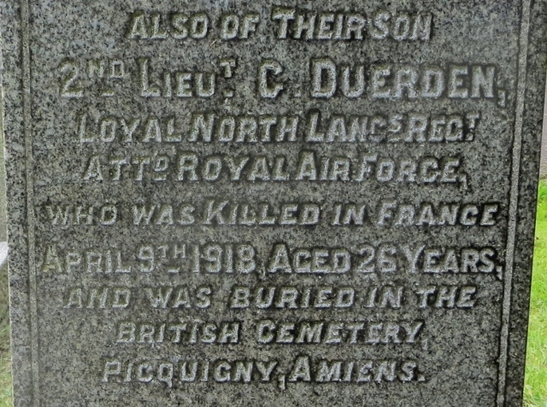 ALSO OF THEIR SON
2ND LIEUT. C. DUERDEN,
LOYAL NORTH LANCS REGT.
ATTD ROYAL AIR FORCE,
WHO WAS KILLED IN FRANCE
APRIL 9TH 1918, AGED 26 YEARS,
AND WAS BURIED IN THE
BRITISH CEMETERY,
PICQUIGNY, AMIENS.